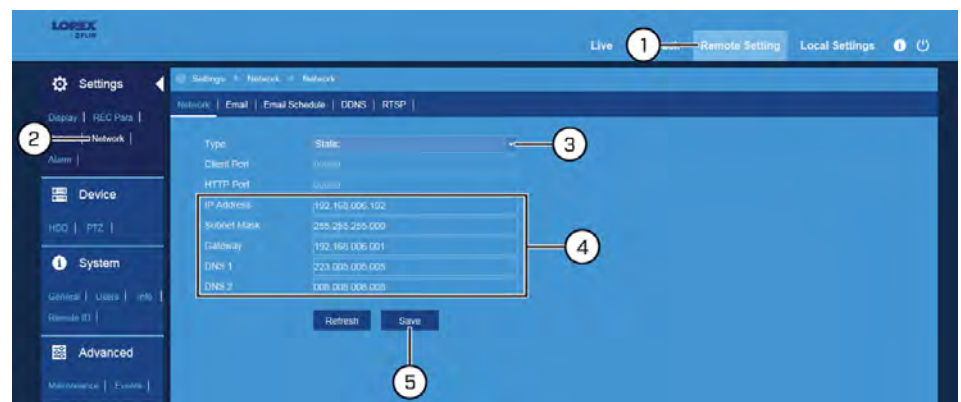 LOREX
Live 1 Remote Setting Local Settings
Settings
Settings Network Network
Network | Email | Email Schedule | DDNS | RTSP |
Display | REC Para |
2 Network |
Alarm |
Type Static 3
Client Port
HTTP Port
IP Address 192.168.006.102
Subnet Mask 255.255.255.000
Gateway 192.168.006.001
DNS 1 223.005.005.005
DNS 2 008.008.008.008
4
Device
HDD | PTZ |
System
General | Users | Info |
Remote ID |
Refresh Save
Advanced
Maintenance | Events |
5